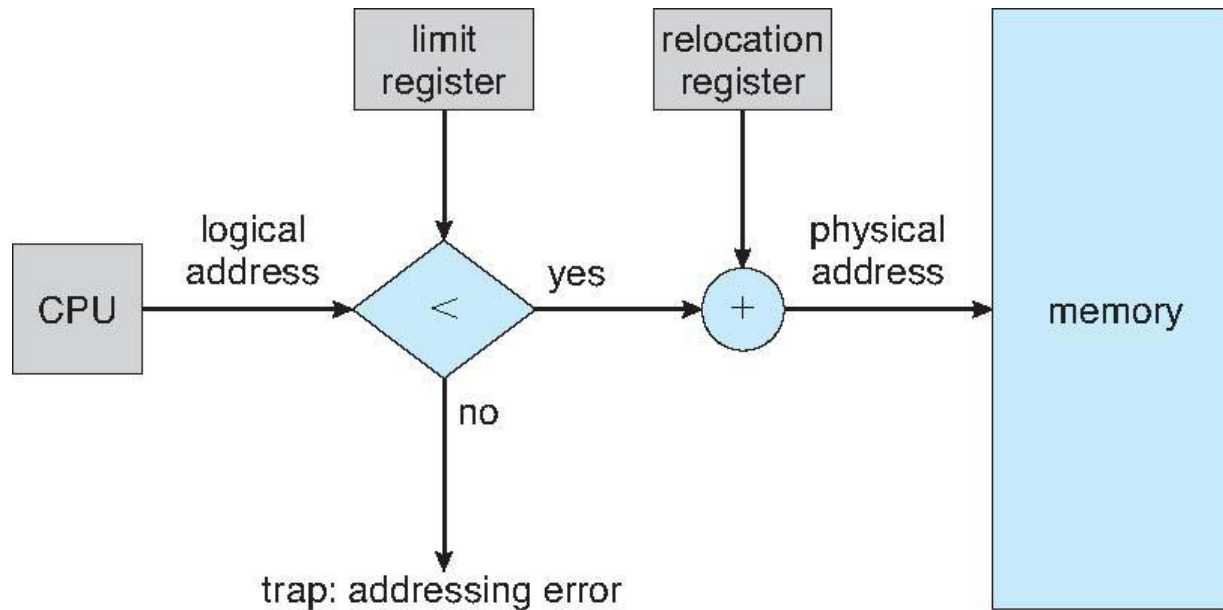 limit
register
relocation
register
logical
address
physical
address
CPU
<
yes
+
memory
no
trap: addressing error